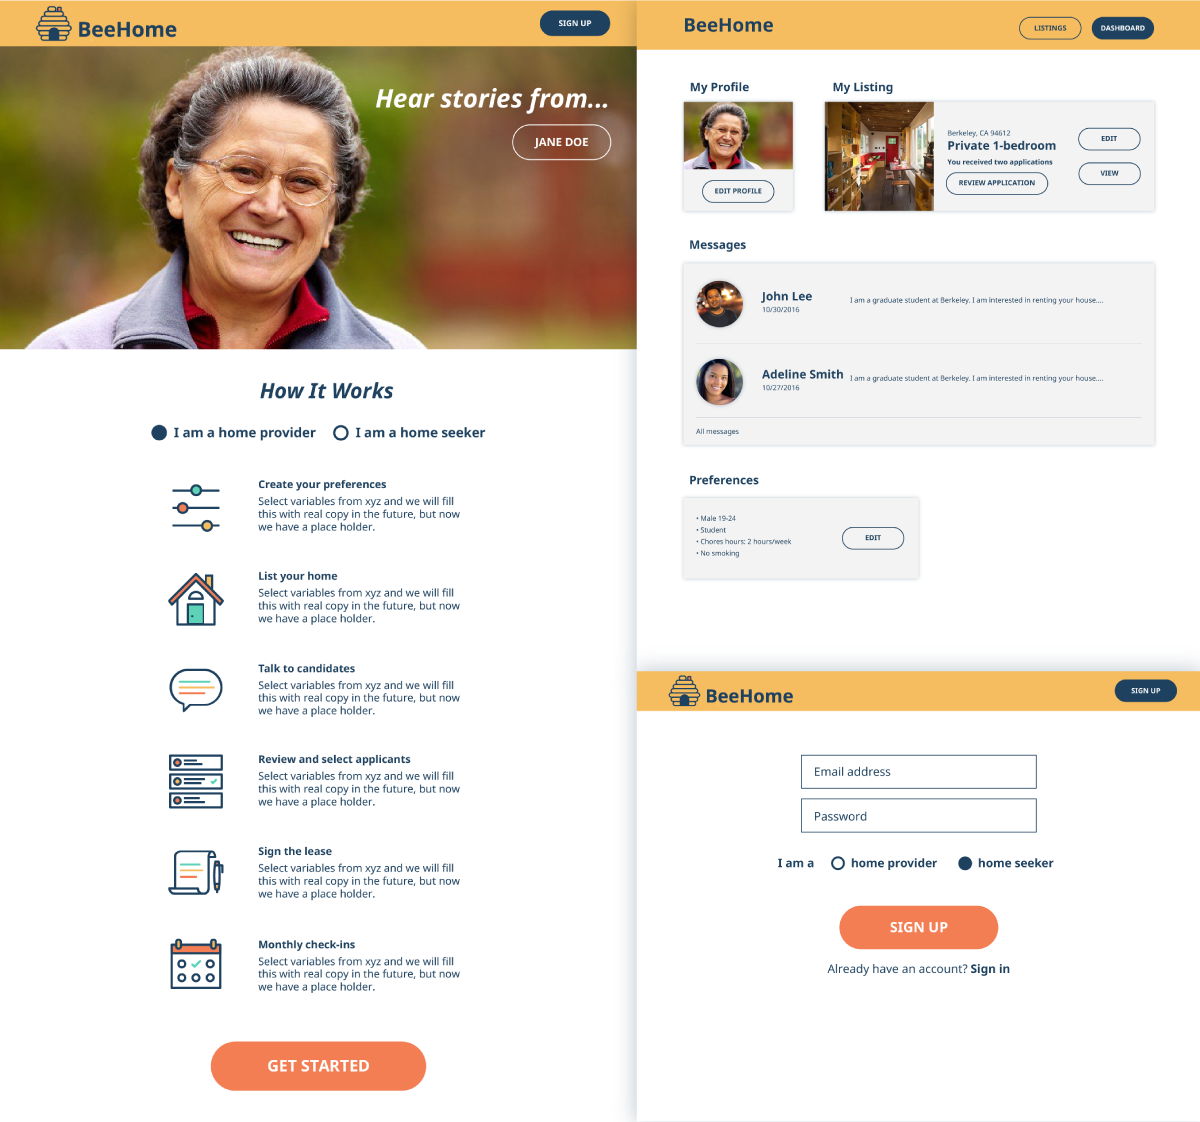 BeeHome
SIGN UP
Hear stories from...
JANE DOE
How It Works
I am a home provider
I am a home seeker
Create your preferences
Select variables from xyz and we will fill
this with real copy in the future, but now
we have a place holder.
List your home
Select variables from xyz and we will fill
this with real copy in the future, but now
we have a place holder.
Talk to candidates
Select variables from xyz and we will fill
this with real copy in the future, but now
we have a place holder.
Review and select applicants
Select variables from xyz and we will fill
this with real copy in the future, but now
we have a place holder.
Sign the lease
Select variables from xyz and we will fill
this with real copy in the future, but now
we have a place holder.
Monthly check-ins
Select variables from xyz and we will fill
this with real copy in the future, but now
we have a place holder.
GET STARTED
BeeHome
LISTINGS
DASHBOARD
My Profile
EDIT PROFILE
My Listing
Berkeley, CA 94612
Private 1-bedroom
You received two applications
REVIEW APPLICATION
EDIT
VIEW
Messages
John Lee
10/30/2016
I am a graduate student at Berkeley. I am interested in renting your house....
Adeline Smith
10/27/2016
I am a graduate student at Berkeley. I am interested in renting your house....
All messages
Preferences
• Male 19-24
• Student
• Chores hours: 2 hours/week
• No smoking
EDIT
BeeHome
SIGN UP
Email address
Password
I am a
home provider
home seeker
SIGN UP
Already have an account? Sign in